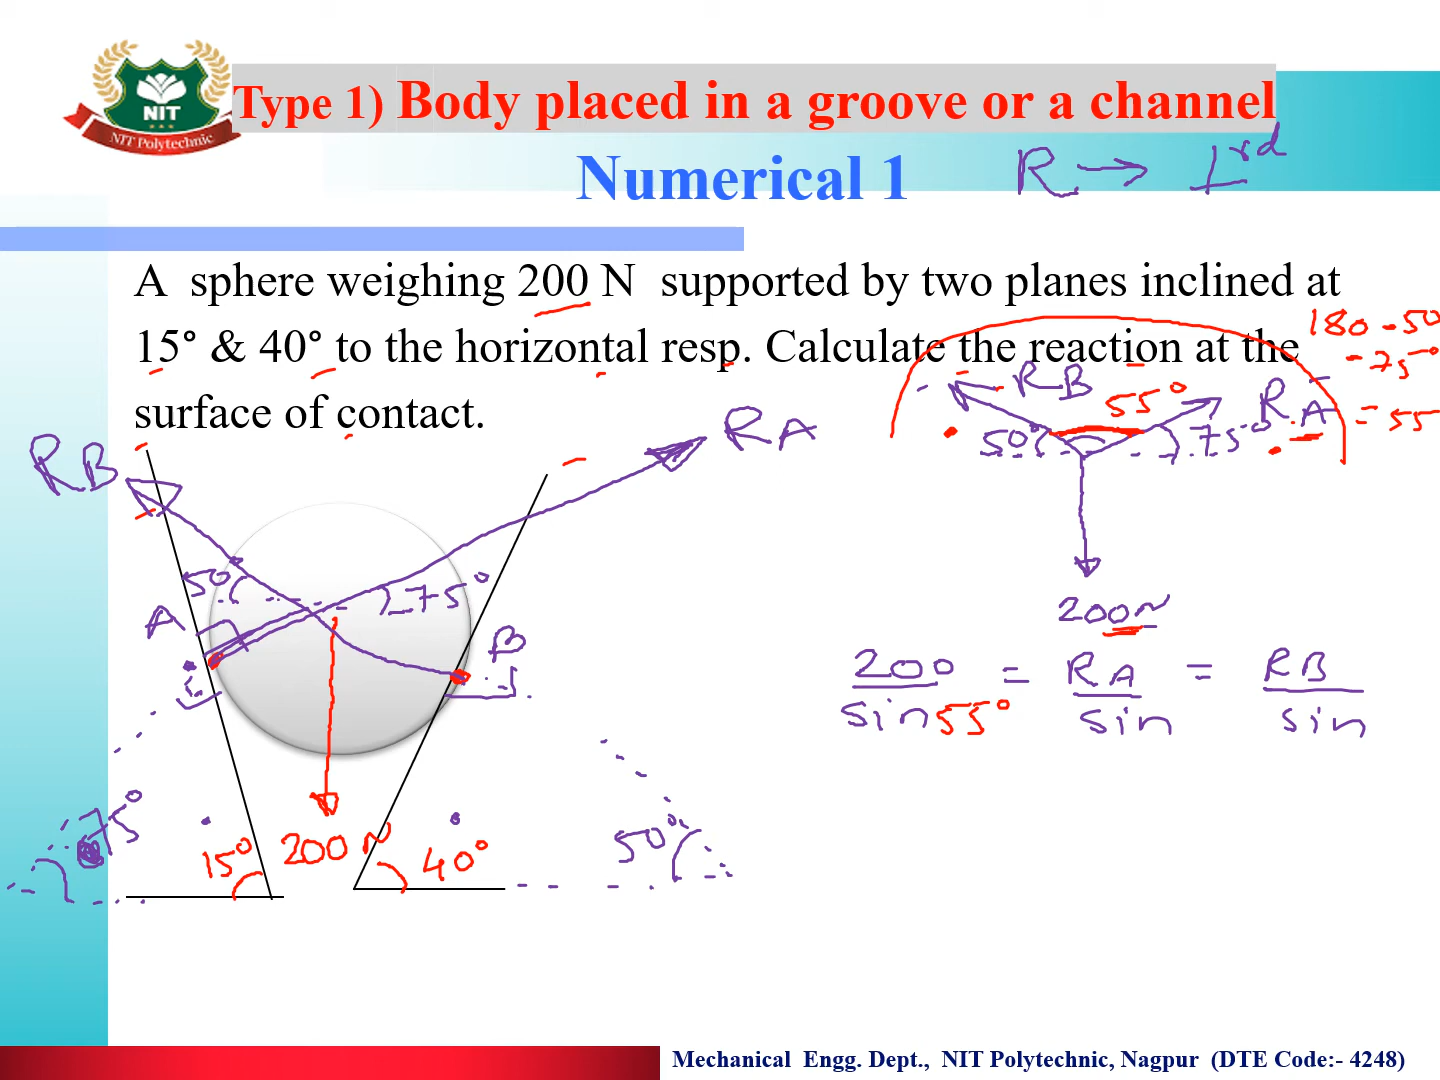 NIT
NIT Polytechnic
Type 1) Body placed in a groove or a channel
Numerical 1
R → ⊥rd
A sphere weighing 200 N supported by two planes inclined at
15° & 40° to the horizontal resp. Calculate the reaction at the
surface of contact.
180 - 50
- 75°
= 55
RB
55°
RA
50°
75°
200N
RB
RA
50°
75°
A
B
200 / sin 55° = RA / sin = RB / sin
75°
15°
200 N
40°
50°
Mechanical Engg. Dept., NIT Polytechnic, Nagpur (DTE Code:- 4248)